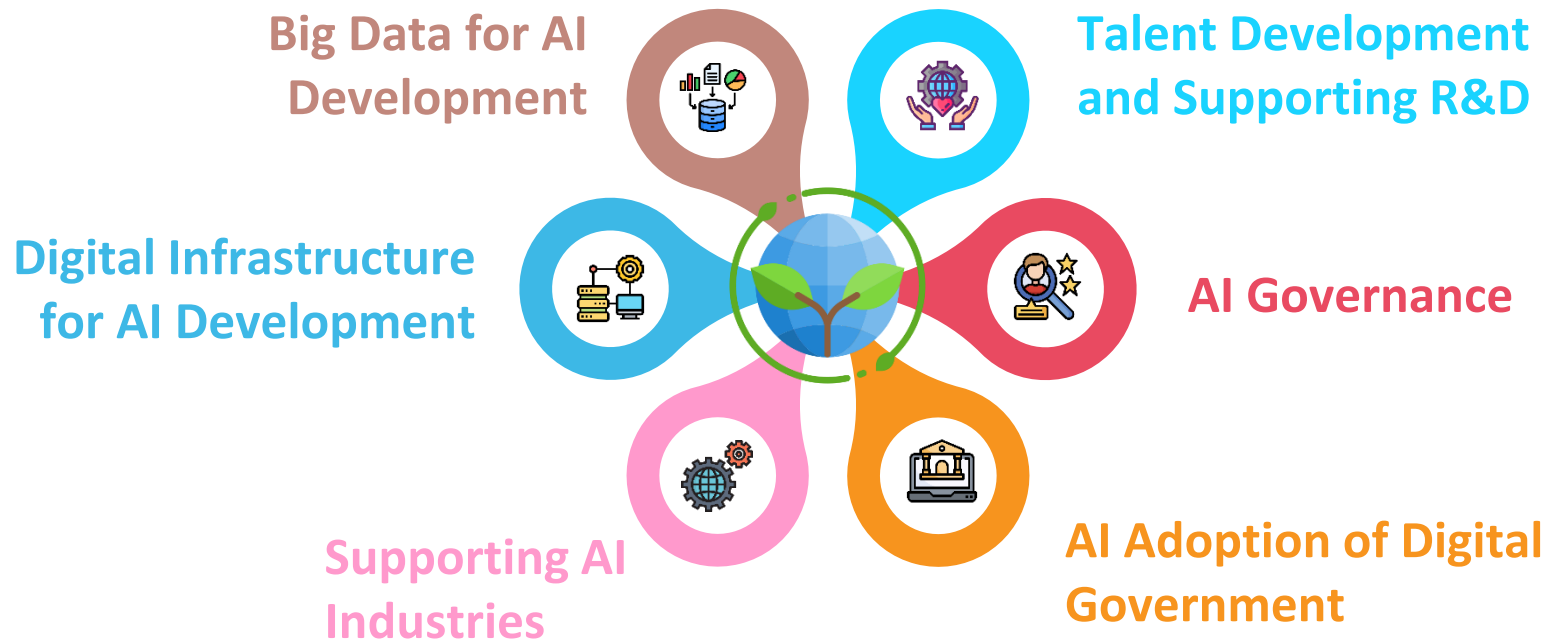 Big Data for AI
Development
Talent Development
and Supporting R&D
Digital Infrastructure
for AI Development
AI Governance
Supporting AI
Industries
AI Adoption of Digital
Government